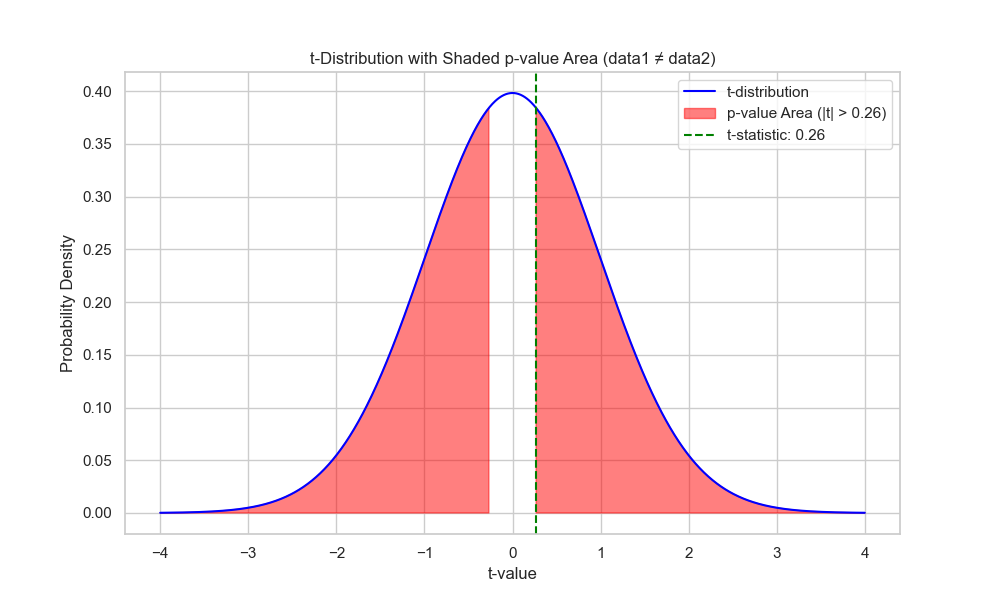 t-Distribution with Shaded p-value Area (data1 ≠ data2)
t-distribution
p-value Area (|t| > 0.26)
t-statistic: 0.26
Probability Density
0.40
0.35
0.30
0.25
0.20
0.15
0.10
0.05
0.00
−4 −3 −2 −1 0 1 2 3 4
t-value